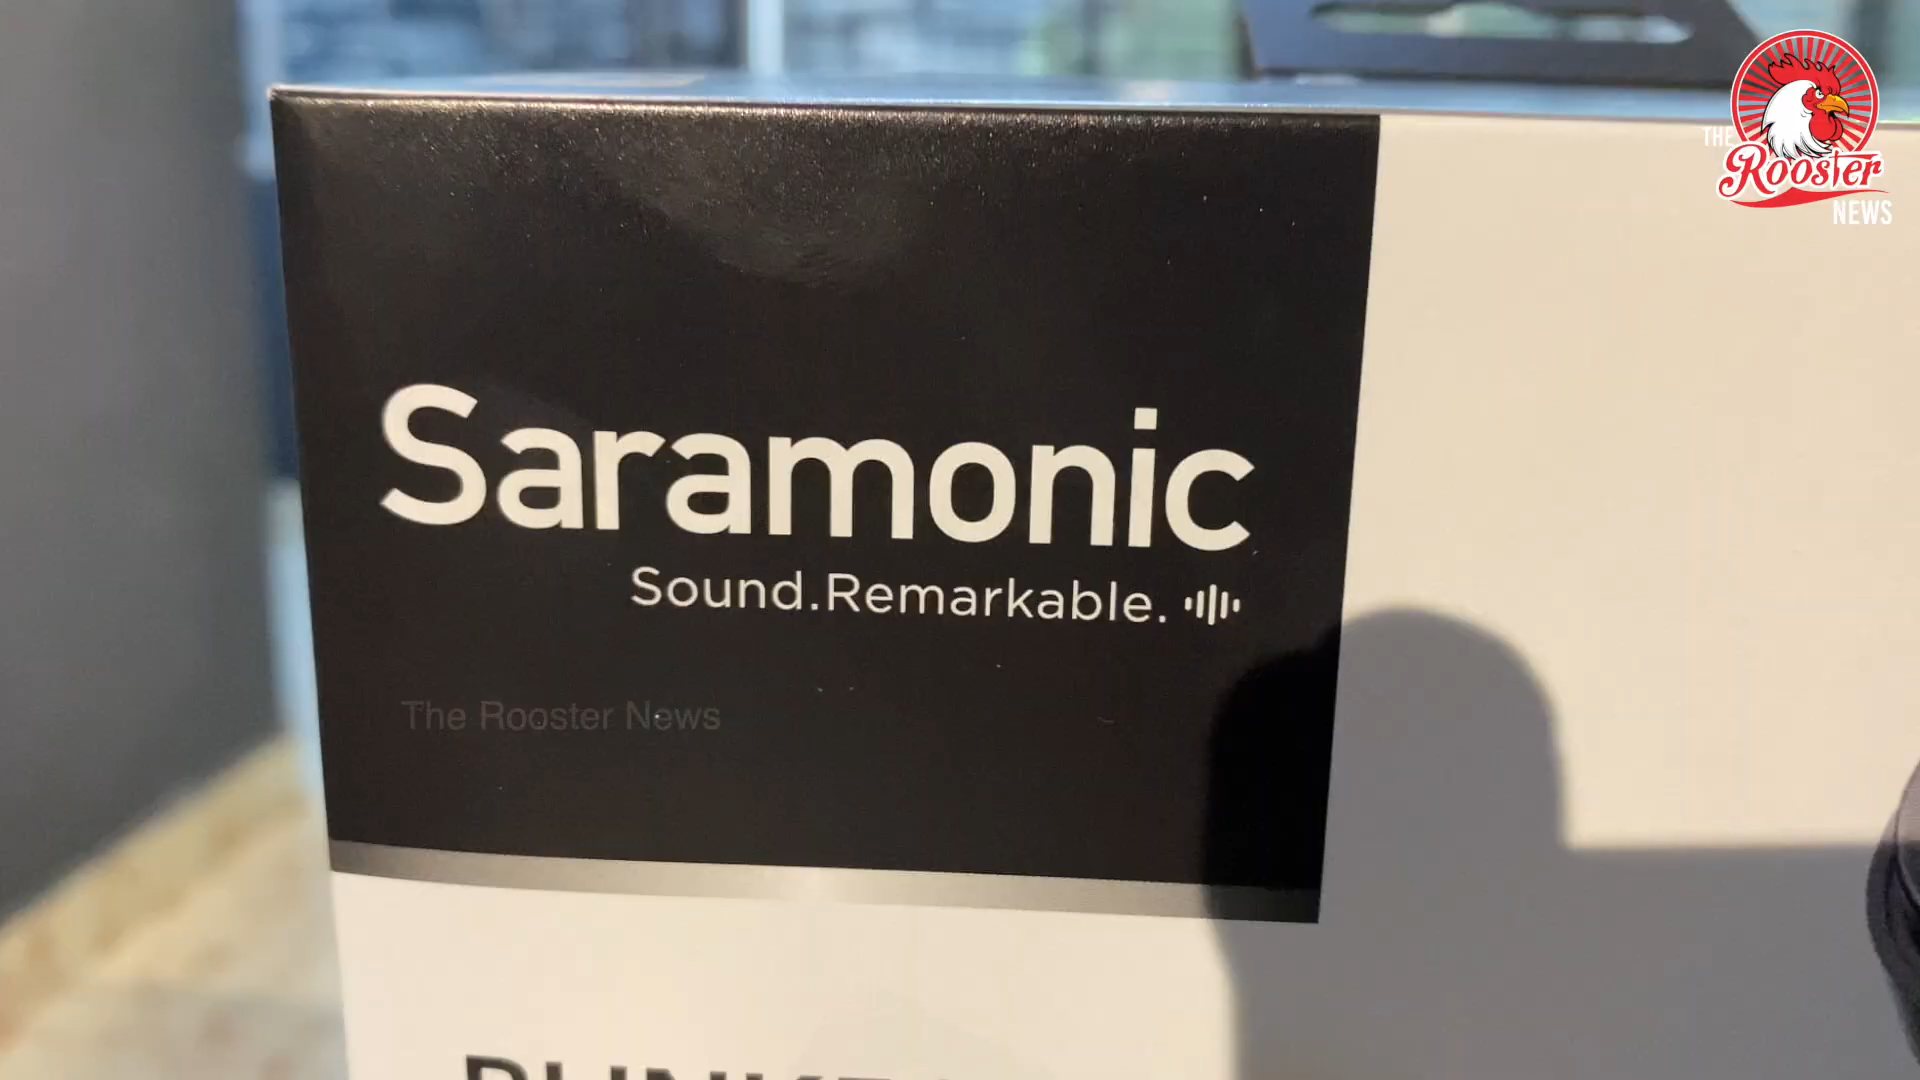 THE
Rooster
NEWS
Saramonic
Sound.Remarkable.
The Rooster News